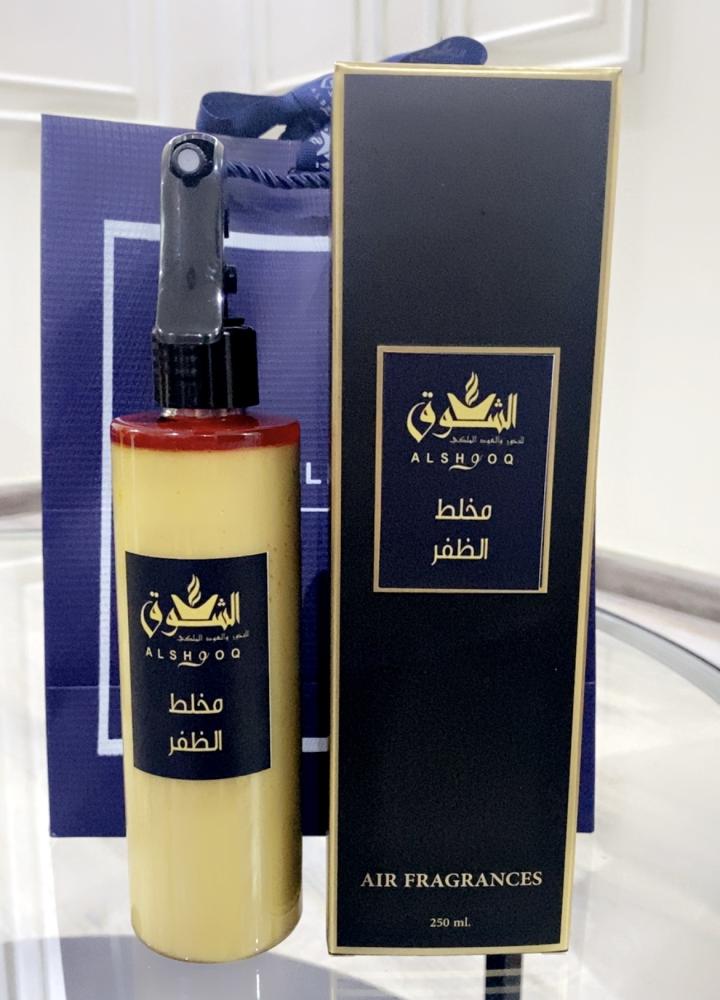 الشوق
للبخور والعود الملكي
ALSHOOQ
مخلط
الظفر
الشوق
للبخور والعود الملكي
ALSHOOQ
مخلط
الظفر
AIR FRAGRANCES
250 ml.